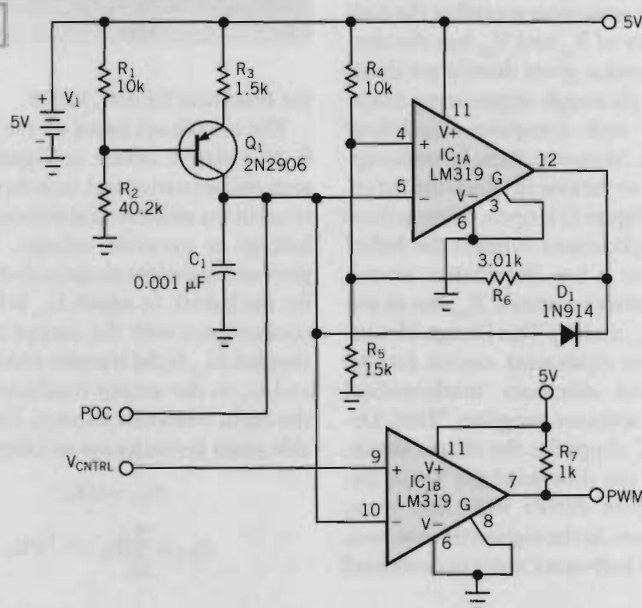 5V
R1
10k
R3
1.5k
R4
10k
5V
V1
+
Q1
2N2906
R2
40.2k
4
+
11
V+
IC1A
LM319
G
12
5
−
V−
6
3
C1
0.001 µF
3.01k
R6
D1
1N914
R5
15k
POC
5V
VCNTRL
9
+
11
V+
IC1B
LM319
G
7
R7
1k
PWM
10
−
V−
6
8